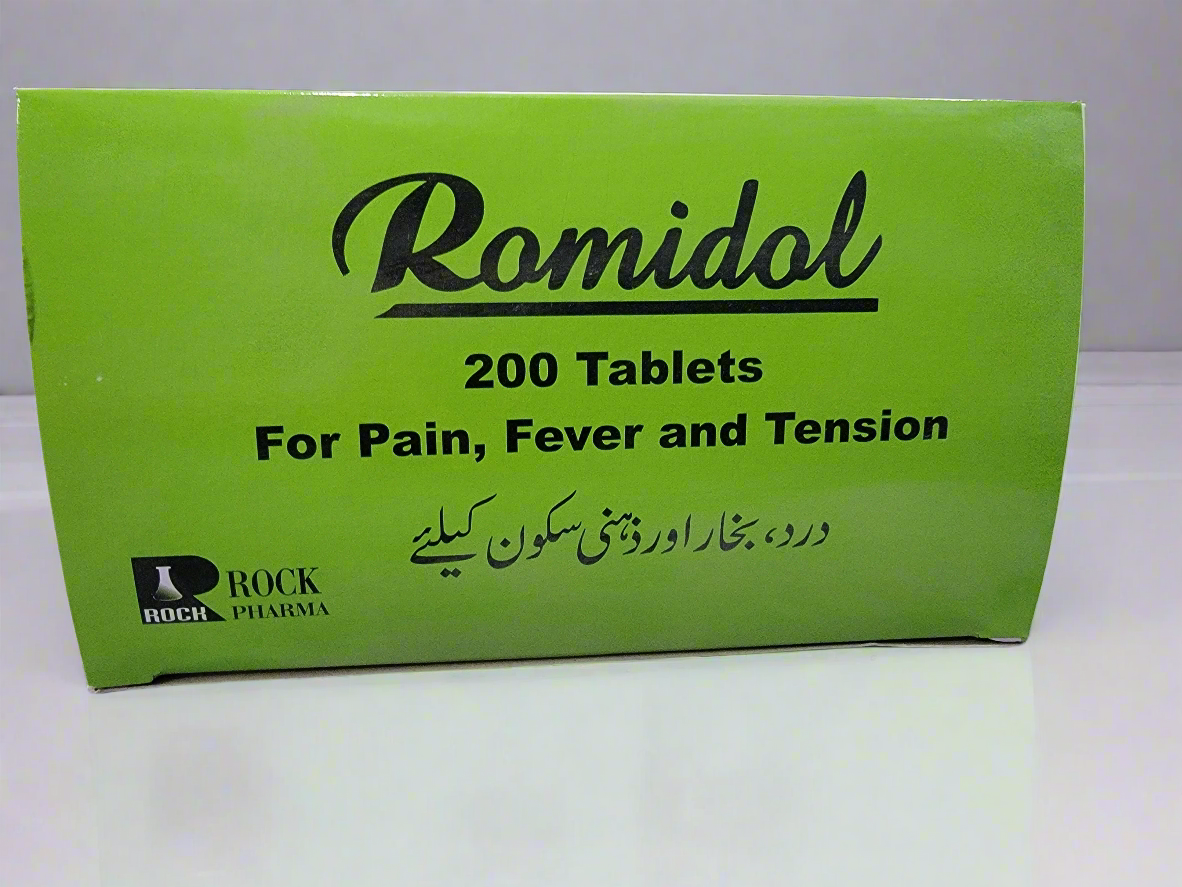 Romidol
200 Tablets
For Pain, Fever and Tension
درد، بخار اور ذہنی سکون کیلئے
ROCK
ROCK
PHARMA